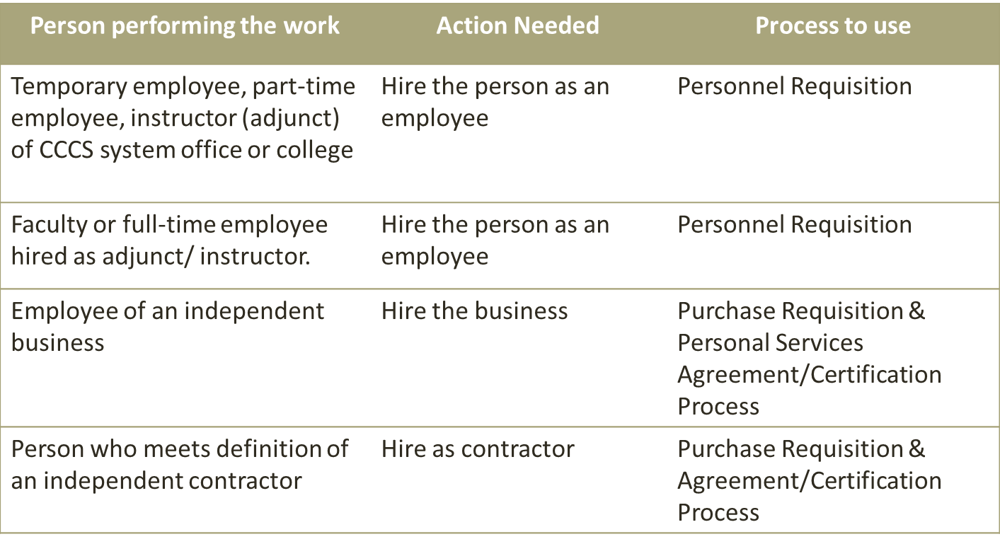 Person performing the work Action Needed Process to use
Temporary employee, part-time
employee, instructor (adjunct)
of CCCS system office or college
Hire the person as an
employee
Personnel Requisition
Faculty or full-time employee
hired as adjunct/ instructor.
Hire the person as an
employee
Personnel Requisition
Employee of an independent
business
Hire the business
Purchase Requisition &
Personal Services
Agreement/Certification
Process
Person who meets definition of
an independent contractor
Hire as contractor
Purchase Requisition &
Agreement/Certification
Process